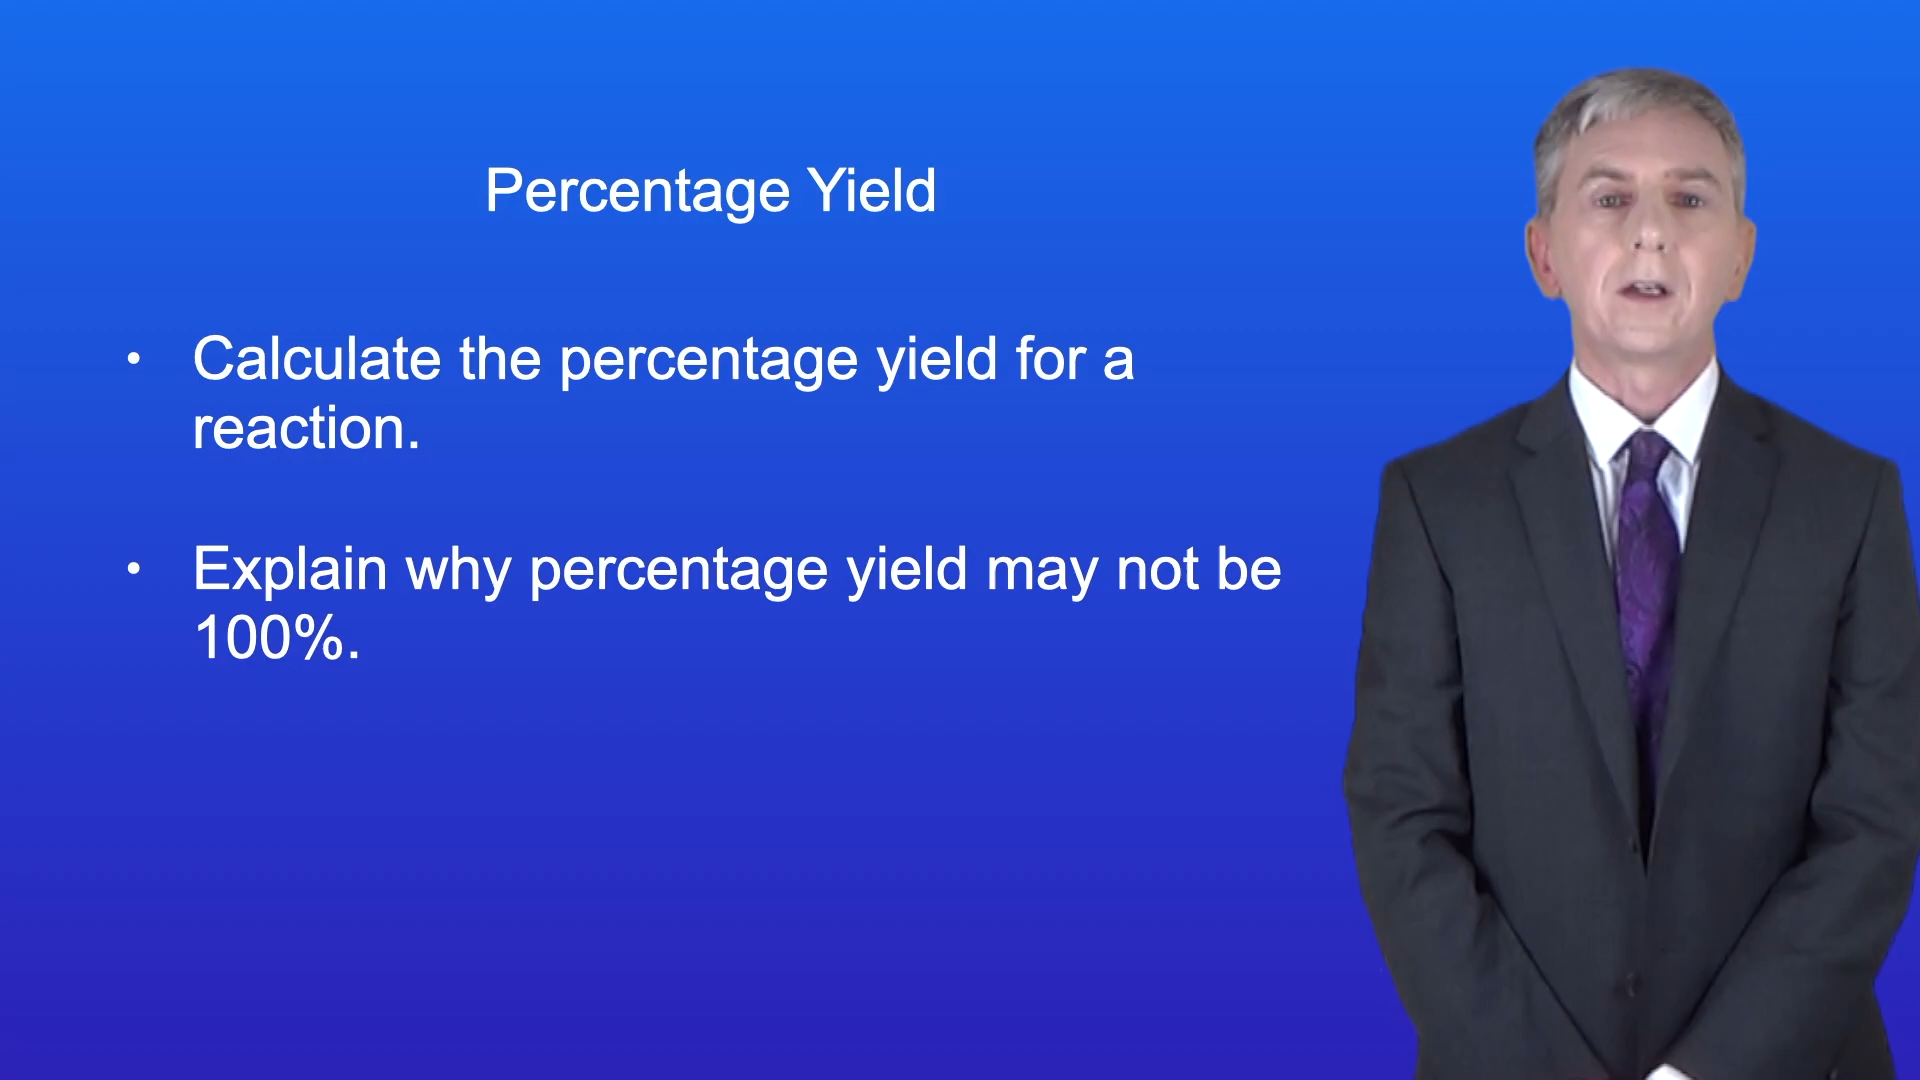 Percentage Yield
• Calculate the percentage yield for a
reaction.
• Explain why percentage yield may not be
100%.